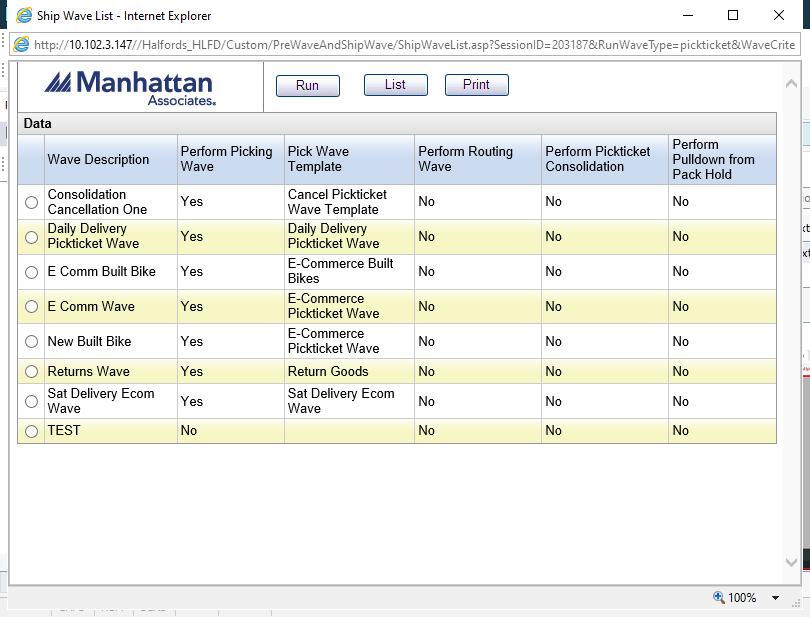 Ship Wave List - Internet Explorer
http://10.102.3.147//Halfords_HLFD/Custom/PreWaveAndShipWave/ShipWaveList.asp?SessionID=203187&RunWaveType=pickticket&WaveCrite
Manhattan
Associates.
Run List Print
Data
Wave Description
Perform Picking
Wave
Pick Wave
Template
Perform Routing
Wave
Perform Pickticket
Consolidation
Perform
Pulldown from
Pack Hold
Consolidation
Cancellation One
Yes
Cancel Pickticket
Wave Template
No
No
No
Daily Delivery
Pickticket Wave
Yes
Daily Delivery
Pickticket Wave
No
No
No
E Comm Built Bike
Yes
E-Commerce Built
Bikes
No
No
No
E Comm Wave
Yes
E-Commerce
Pickticket Wave
No
No
No
New Built Bike
Yes
E-Commerce
Pickticket Wave
No
No
No
Returns Wave
Yes
Return Goods
No
No
No
Sat Delivery Ecom
Wave
Yes
Sat Delivery Ecom
Wave
No
No
No
TEST
No
No
No
No
100%